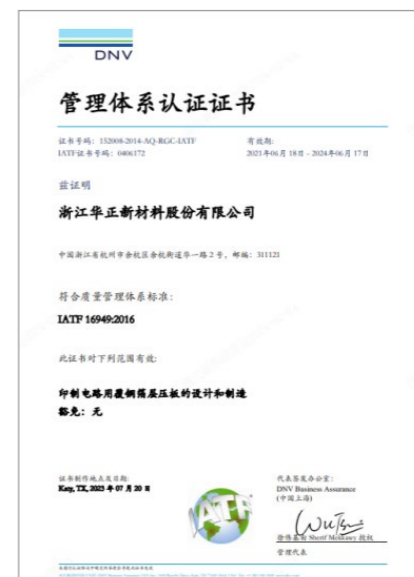 DNV
管理体系认证证书
证书号码: 152008-2014-AQ-RGC-IATF
IATF证书号码: 0406172
有效期:
2021年06月18日 - 2024年06月17日
兹证明
浙江华正新材料股份有限公司
中国浙江省杭州市余杭区余杭街道华一路2号, 邮编: 311121
符合质量管理体系标准:
IATF 16949:2016
此证书对下列范围有效:
印制电路用覆铜箔层压板的设计和制造
豁免: 无
证书制作地点及日期:
Katy, TX, 2023年07月20日
IATF
代表签发办公室:
DNV Business Assurance
(中国上海)
授权
管理代表